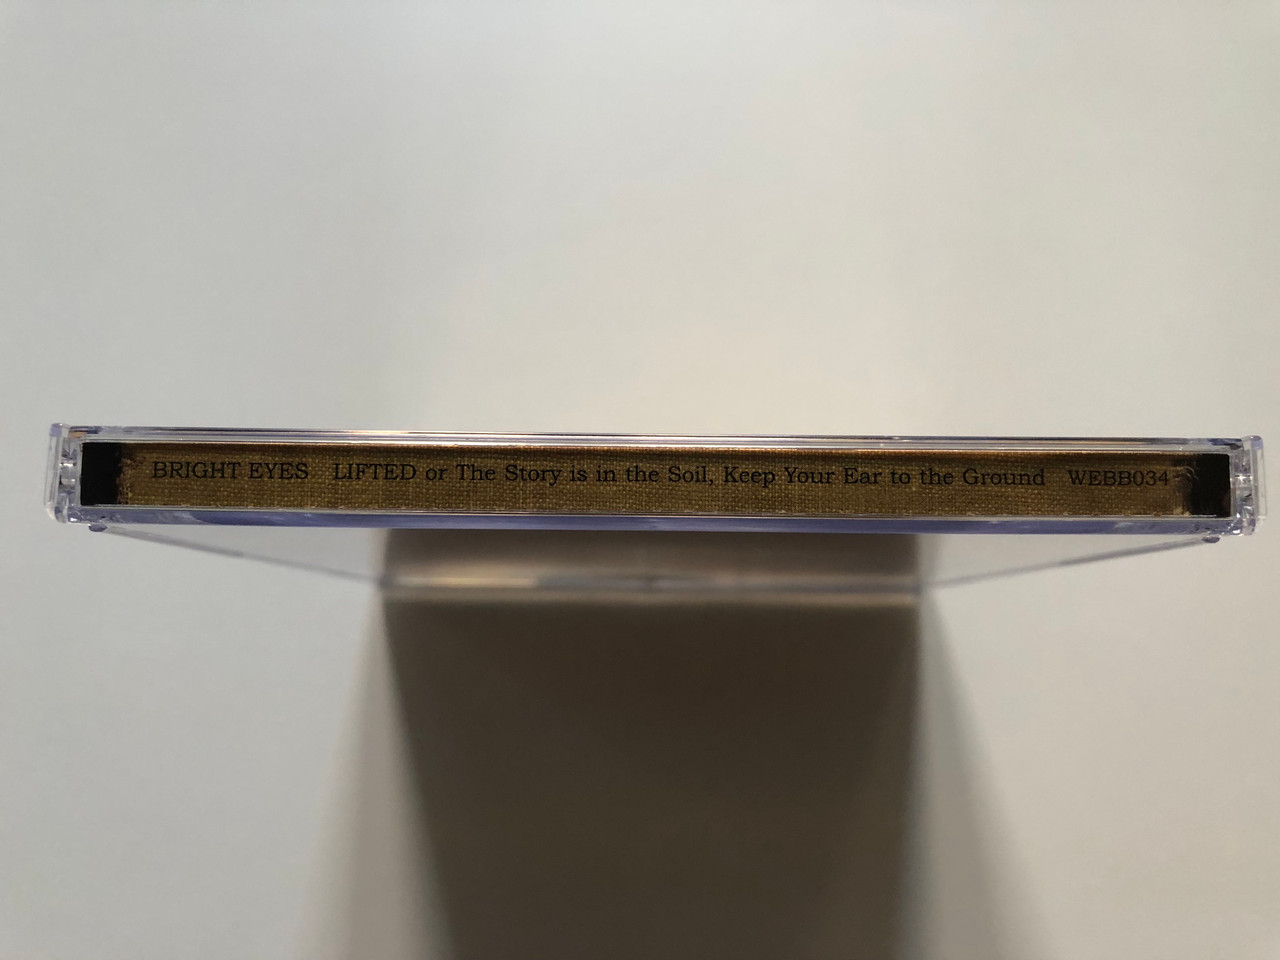 BRIGHT EYES LIFTED or The Story is in the Soil, Keep Your Ear to the Ground WEBB034